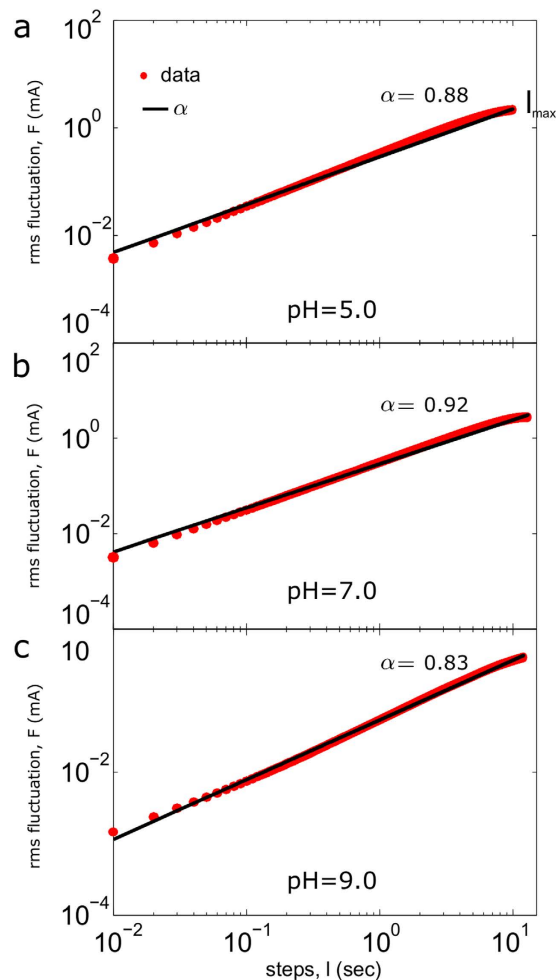 a
10²
data
α
α= 0.88
lmax
10⁰
10⁻²
10⁻⁴
rms fluctuation, F (mA)
pH=5.0
b
10²
α= 0.92
10⁰
10⁻²
10⁻⁴
rms fluctuation, F (mA)
pH=7.0
c
10
α= 0.83
10⁻²
10⁻⁴
rms fluctuation, F (mA)
pH=9.0
10⁻² 10⁻¹ 10⁰ 10¹
steps, l (sec)